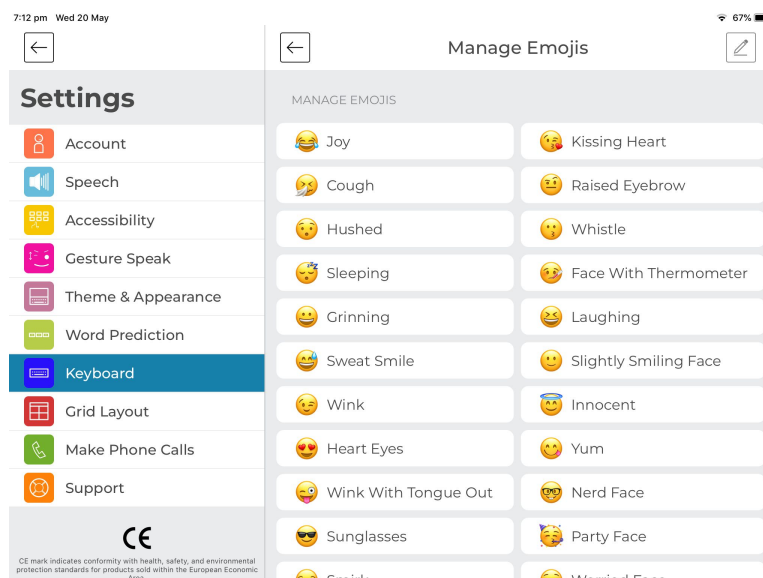 7:12 pm Wed 20 May
67%
Manage Emojis
Settings
MANAGE EMOJIS
Account
Speech
Accessibility
Gesture Speak
Theme & Appearance
Word Prediction
Keyboard
Grid Layout
Make Phone Calls
Support
CE
CE mark indicates conformity with health, safety, and environmental
protection standards for products sold within the European Economic
Area
Joy
Kissing Heart
Cough
Raised Eyebrow
Hushed
Whistle
Sleeping
Face With Thermometer
Grinning
Laughing
Sweat Smile
Slightly Smiling Face
Wink
Innocent
Heart Eyes
Yum
Wink With Tongue Out
Nerd Face
Sunglasses
Party Face
Smirk
Worried Face